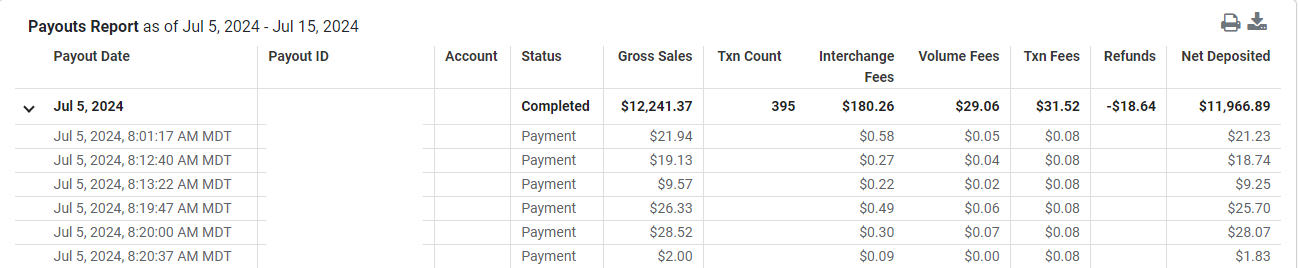 Payouts Report as of Jul 5, 2024 - Jul 15, 2024
Payout Date Payout ID Account Status Gross Sales Txn Count Interchange Fees Volume Fees Txn Fees Refunds Net Deposited
Jul 5, 2024 Completed $12,241.37 395 $180.26 $29.06 $31.52 -$18.64 $11,966.89
Jul 5, 2024, 8:01:17 AM MDT Payment $21.94 $0.58 $0.05 $0.08 $21.23
Jul 5, 2024, 8:12:40 AM MDT Payment $19.13 $0.27 $0.04 $0.08 $18.74
Jul 5, 2024, 8:13:22 AM MDT Payment $9.57 $0.22 $0.02 $0.08 $9.25
Jul 5, 2024, 8:19:47 AM MDT Payment $26.33 $0.49 $0.06 $0.08 $25.70
Jul 5, 2024, 8:20:00 AM MDT Payment $28.52 $0.30 $0.07 $0.08 $28.07
Jul 5, 2024, 8:20:37 AM MDT Payment $2.00 $0.09 $0.00 $0.08 $1.83